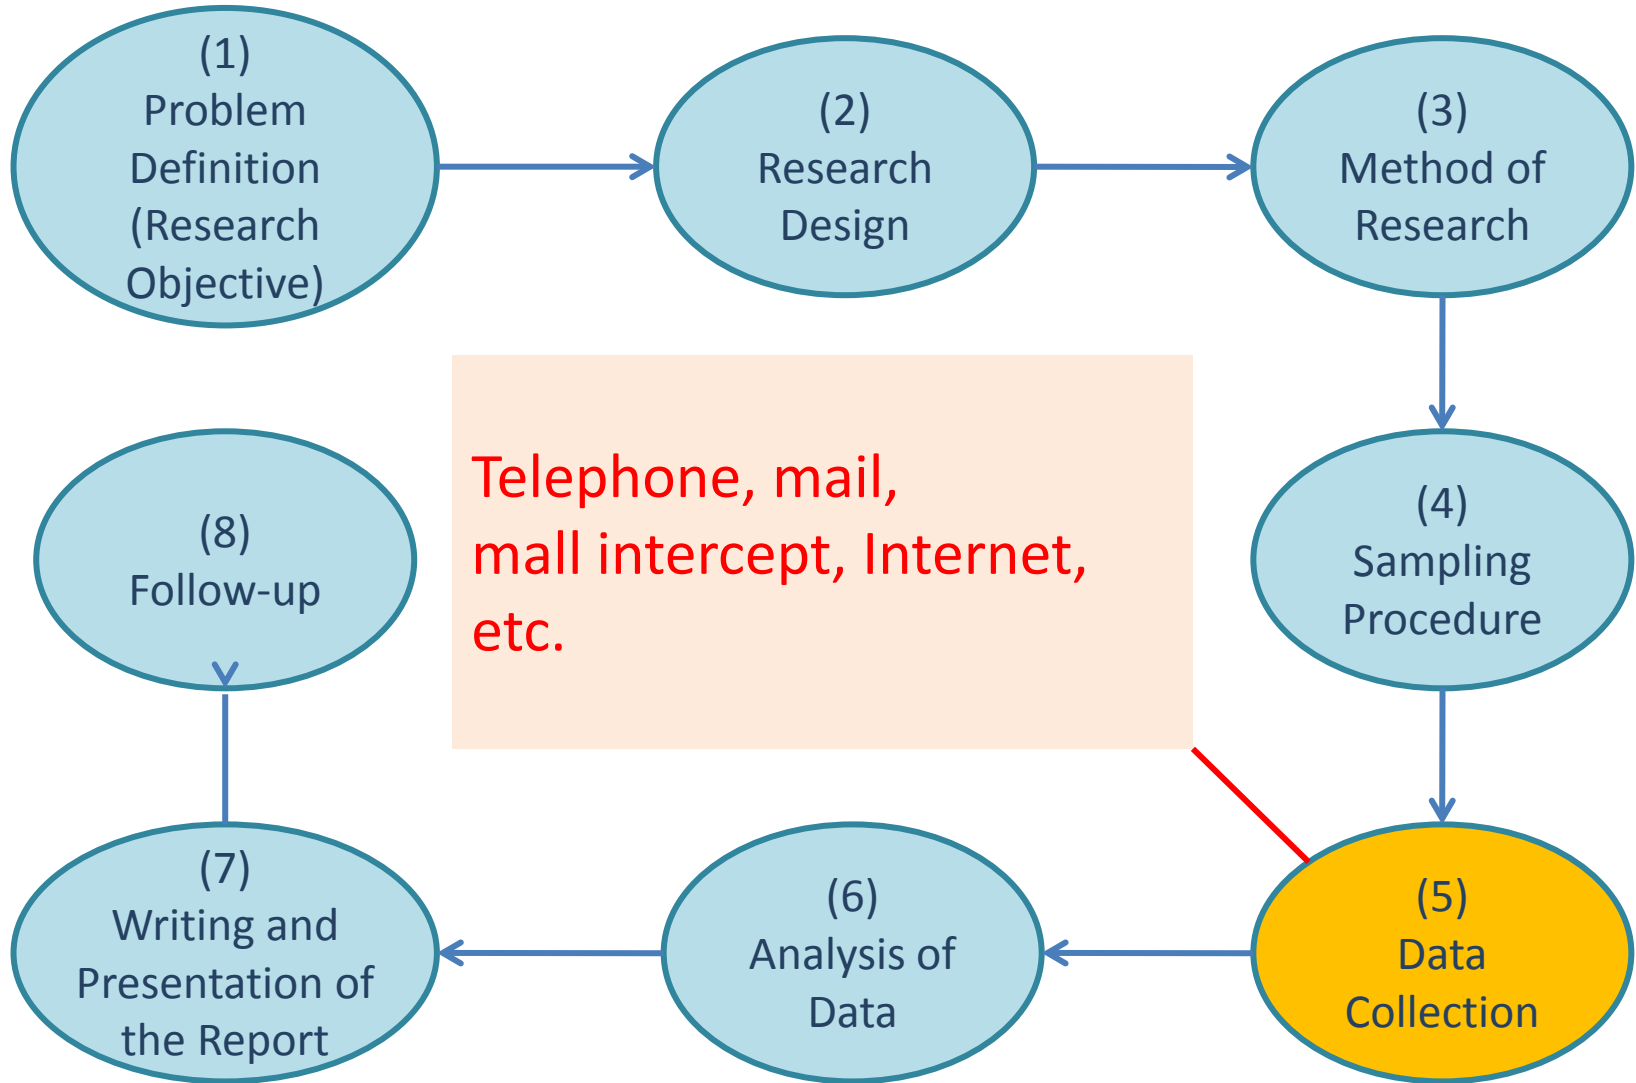 (1)
Problem
Definition
(Research
Objective)
(2)
Research
Design
(3)
Method of
Research
(4)
Sampling
Procedure
(5)
Data
Collection
(6)
Analysis of
Data
(7)
Writing and
Presentation of
the Report
(8)
Follow-up
Telephone, mail,
mall intercept, Internet,
etc.